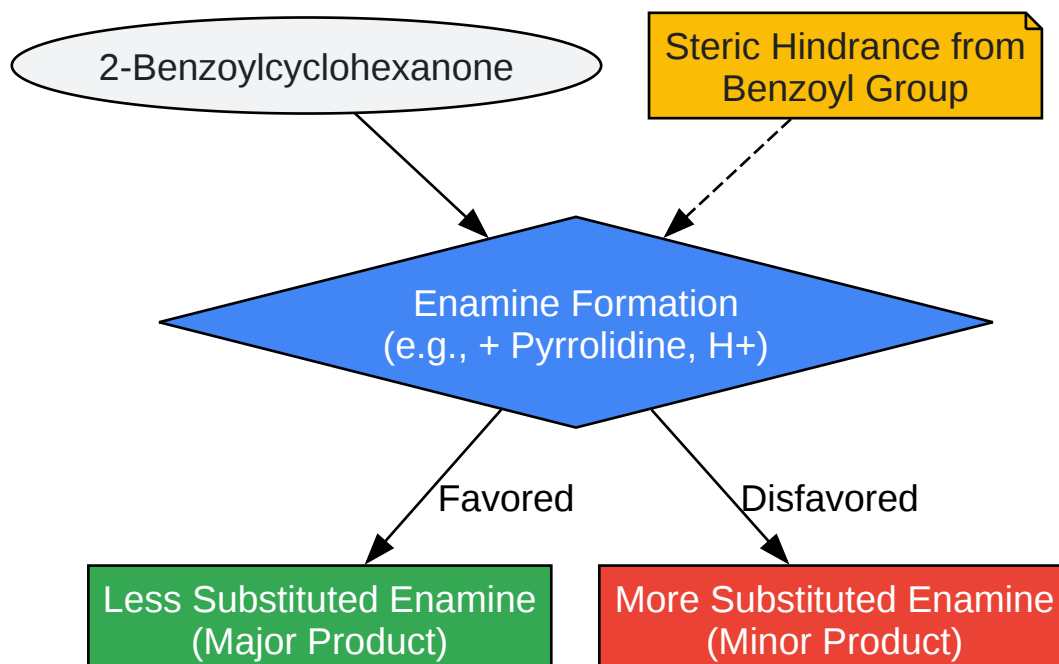 2-Benzoylcyclohexanone
Steric Hindrance from
Benzoyl Group
Enamine Formation
(e.g., + Pyrrolidine, H+)
Favored
Disfavored
Less Substituted Enamine
(Major Product)
More Substituted Enamine
(Minor Product)